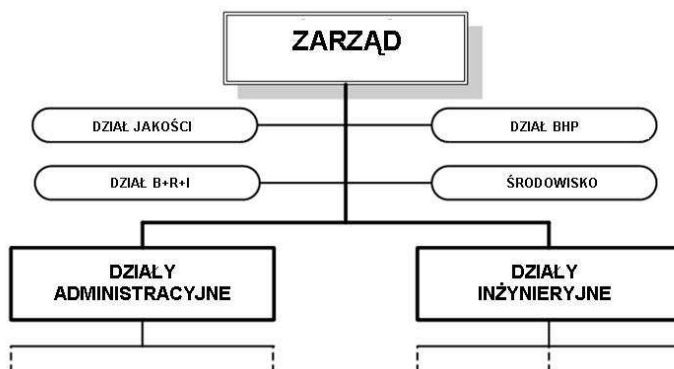 ZARZĄD
DZIAŁ JAKOŚCI
DZIAŁ BHP
DZIAŁ B+R+I
ŚRODOWISKO
DZIAŁY
ADMINISTRACYJNE
DZIAŁY
INŻYNIERYJNE